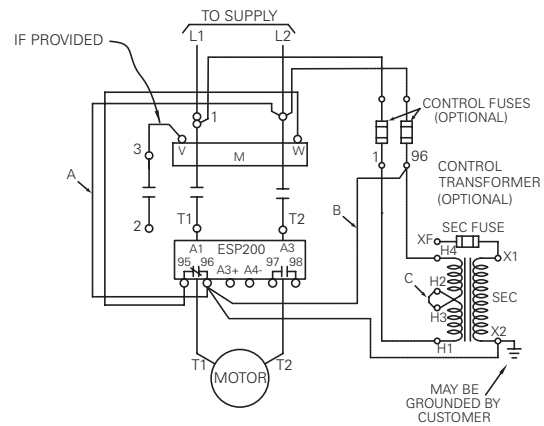 TO SUPPLY
L1
L2
IF PROVIDED
1
V
W
M
3
2
A
T1
T2
ESP200
A1
A3
95
96
A3+
A4-
97
98
T1
T2
MOTOR
B
CONTROL FUSES
(OPTIONAL)
1
96
CONTROL
TRANSFORMER
(OPTIONAL)
SEC FUSE
XF
H4
X1
C
H2
H3
SEC
H1
X2
MAY BE
GROUNDED BY
CUSTOMER